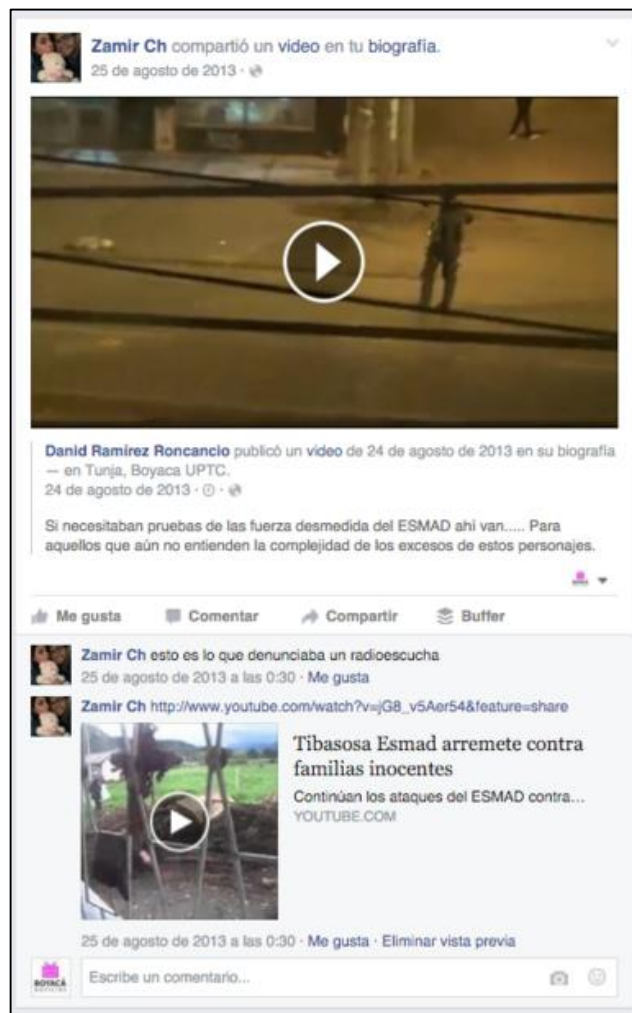 Zamir Ch compartió un video en tu biografía.
25 de agosto de 2013 ·
Danid Ramírez Roncancio publicó un video de 24 de agosto de 2013 en su biografía
— en Tunja, Boyaca UPTC.
24 de agosto de 2013 · ·
Si necesitaban pruebas de las fuerza desmedida del ESMAD ahi van..... Para
aquellos que aún no entienden la complejidad de los excesos de estos personajes.
Me gusta Comentar Compartir Buffer
Zamir Ch esto es lo que denunciaba un radioescucha
25 de agosto de 2013 a las 0:30 · Me gusta
Zamir Ch http://www.youtube.com/watch?v=jG8_v5Aer54&feature=share
Tibasosa Esmad arremete contra
familias inocentes
Continúan los ataques del ESMAD contra...
YOUTUBE.COM
25 de agosto de 2013 a las 0:30 · Me gusta · Eliminar vista previa
BOYACÁ
Escribe un comentario...